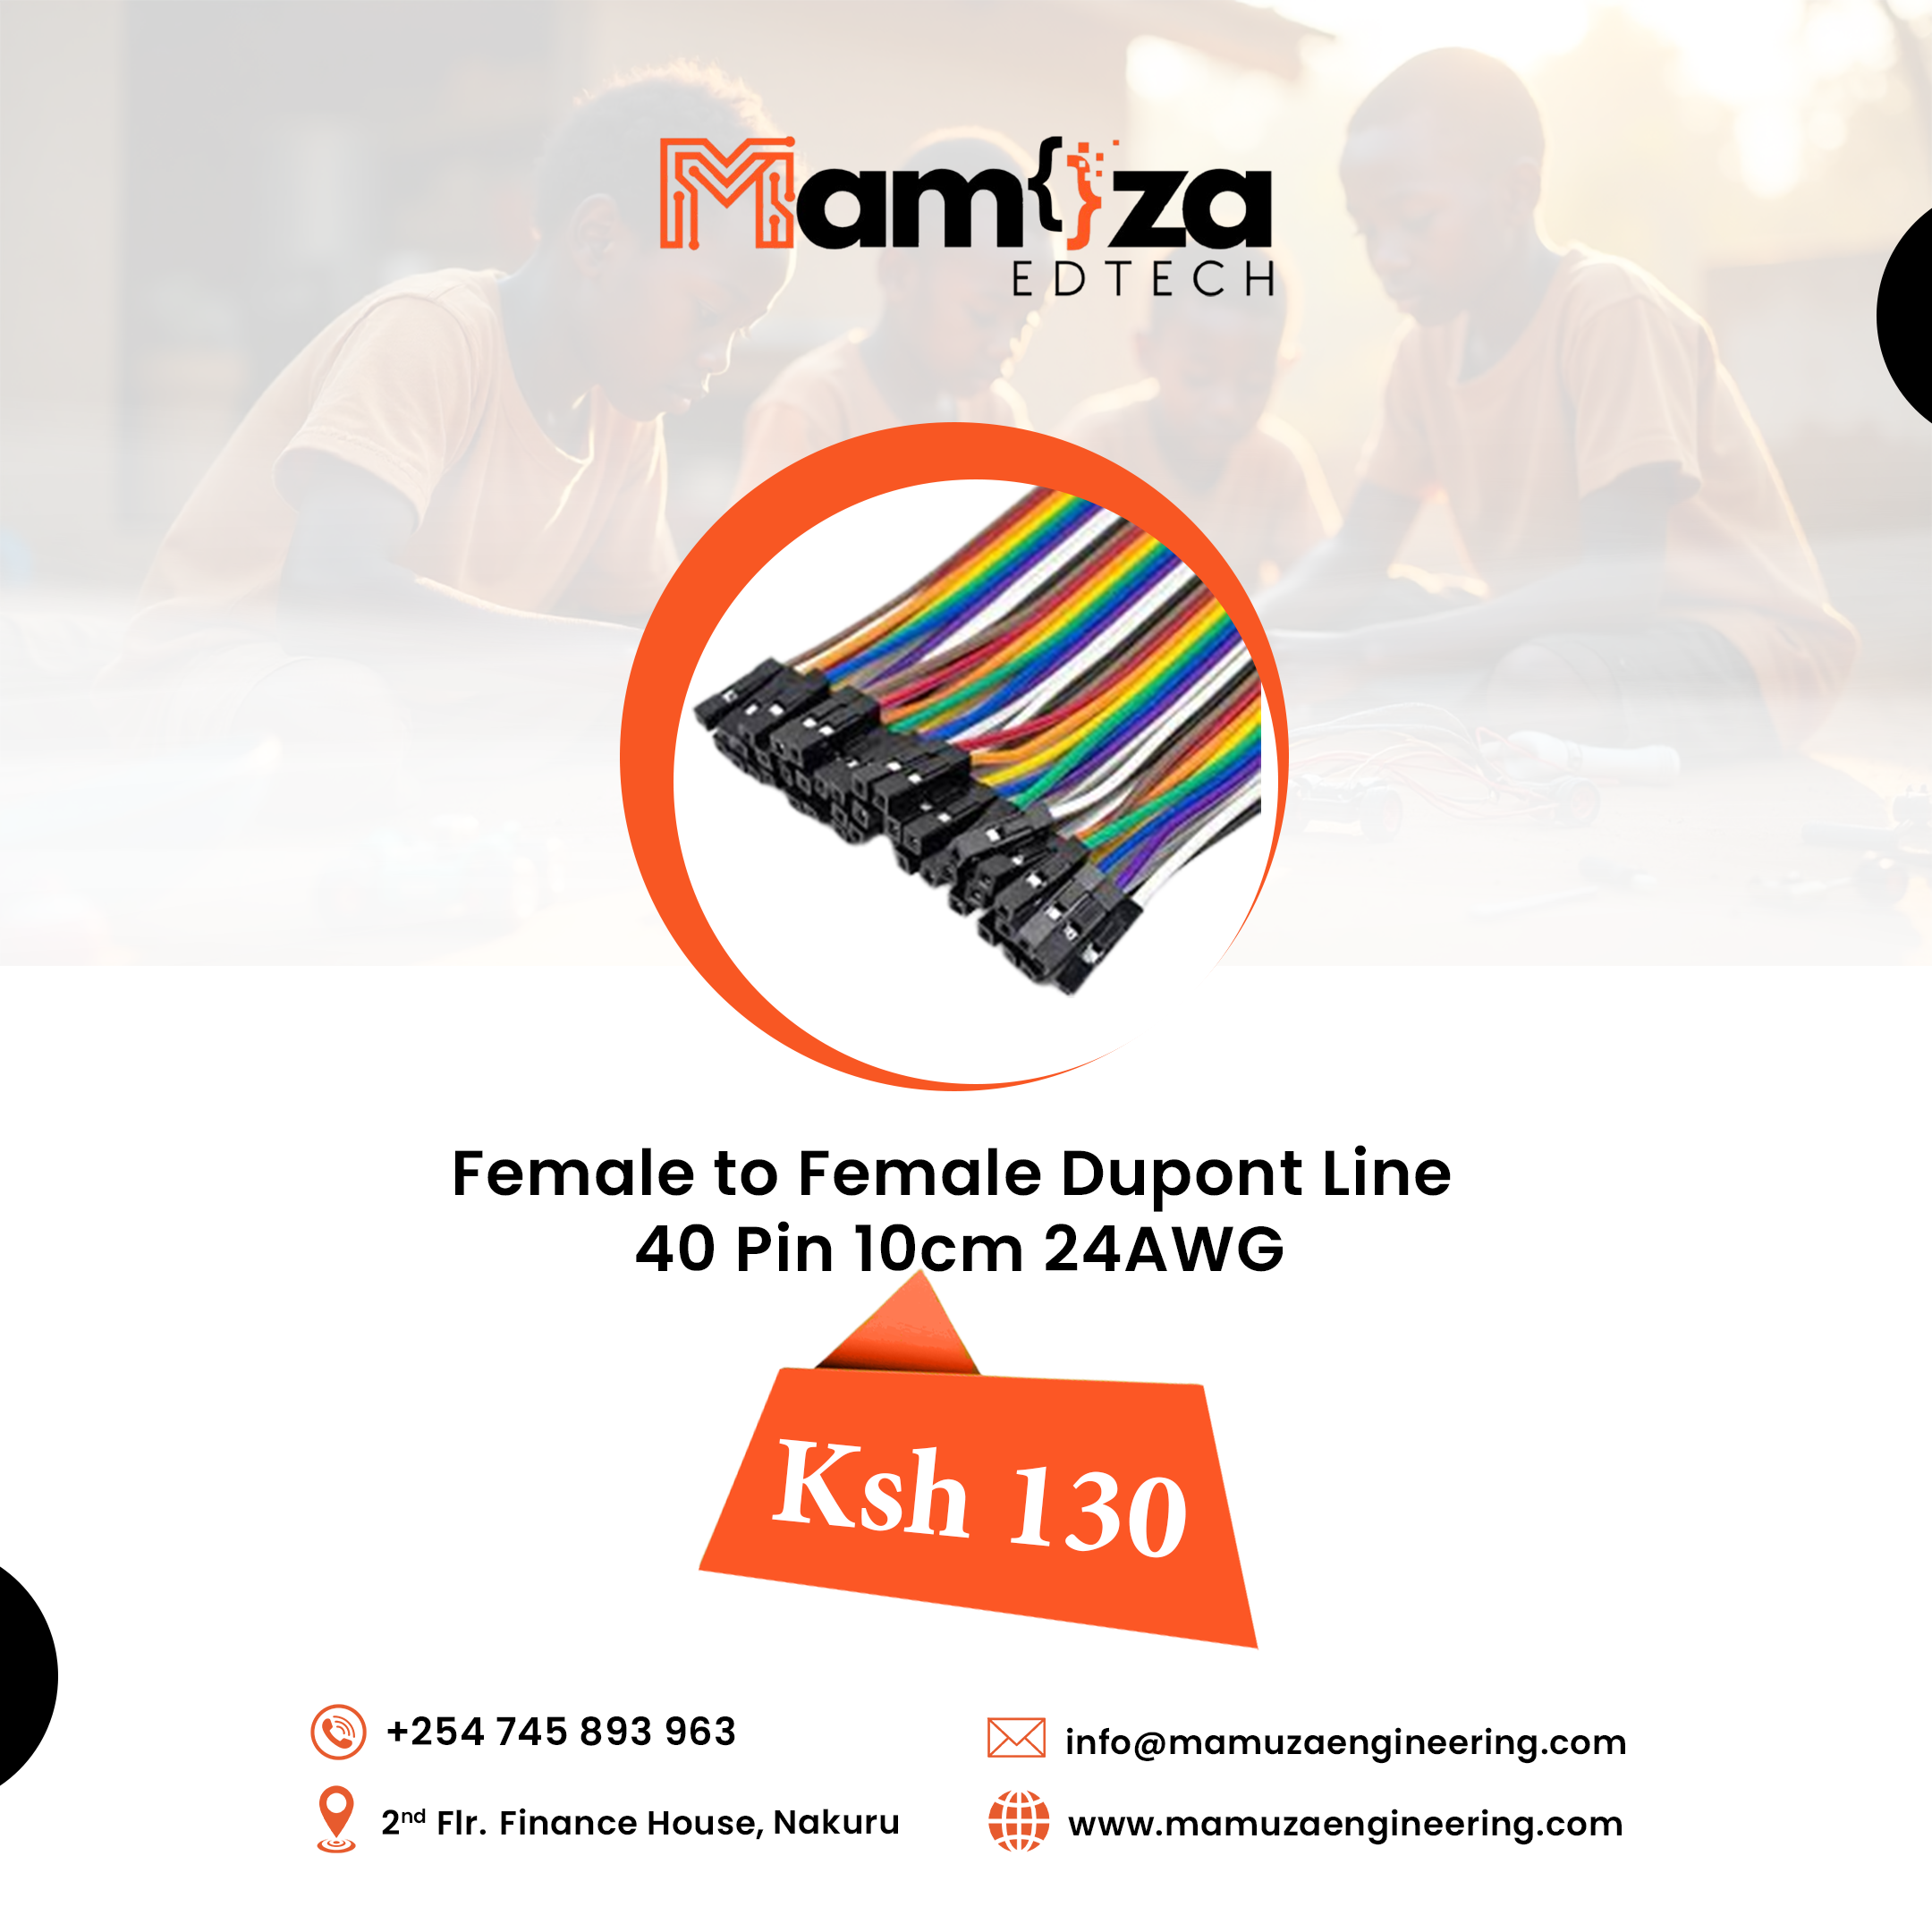 Mam{}za
EDTECH
Female to Female Dupont Line
40 Pin 10cm 24AWG
Ksh 130
+254 745 893 963
info@mamuzaengineering.com
2nd Flr. Finance House, Nakuru
www.mamuzaengineering.com